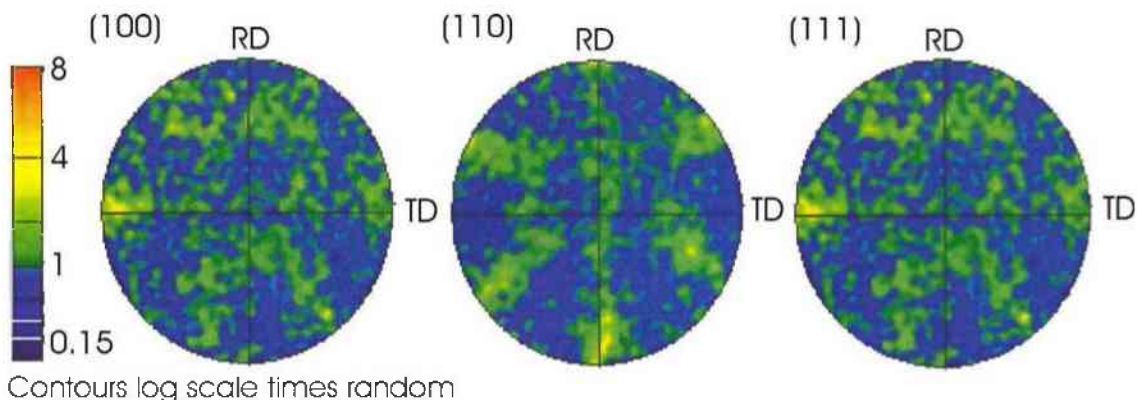 (100)
RD
(110)
RD
(111)
RD
8
4
1
0.15
TD
TD
TD
Contours log scale times random